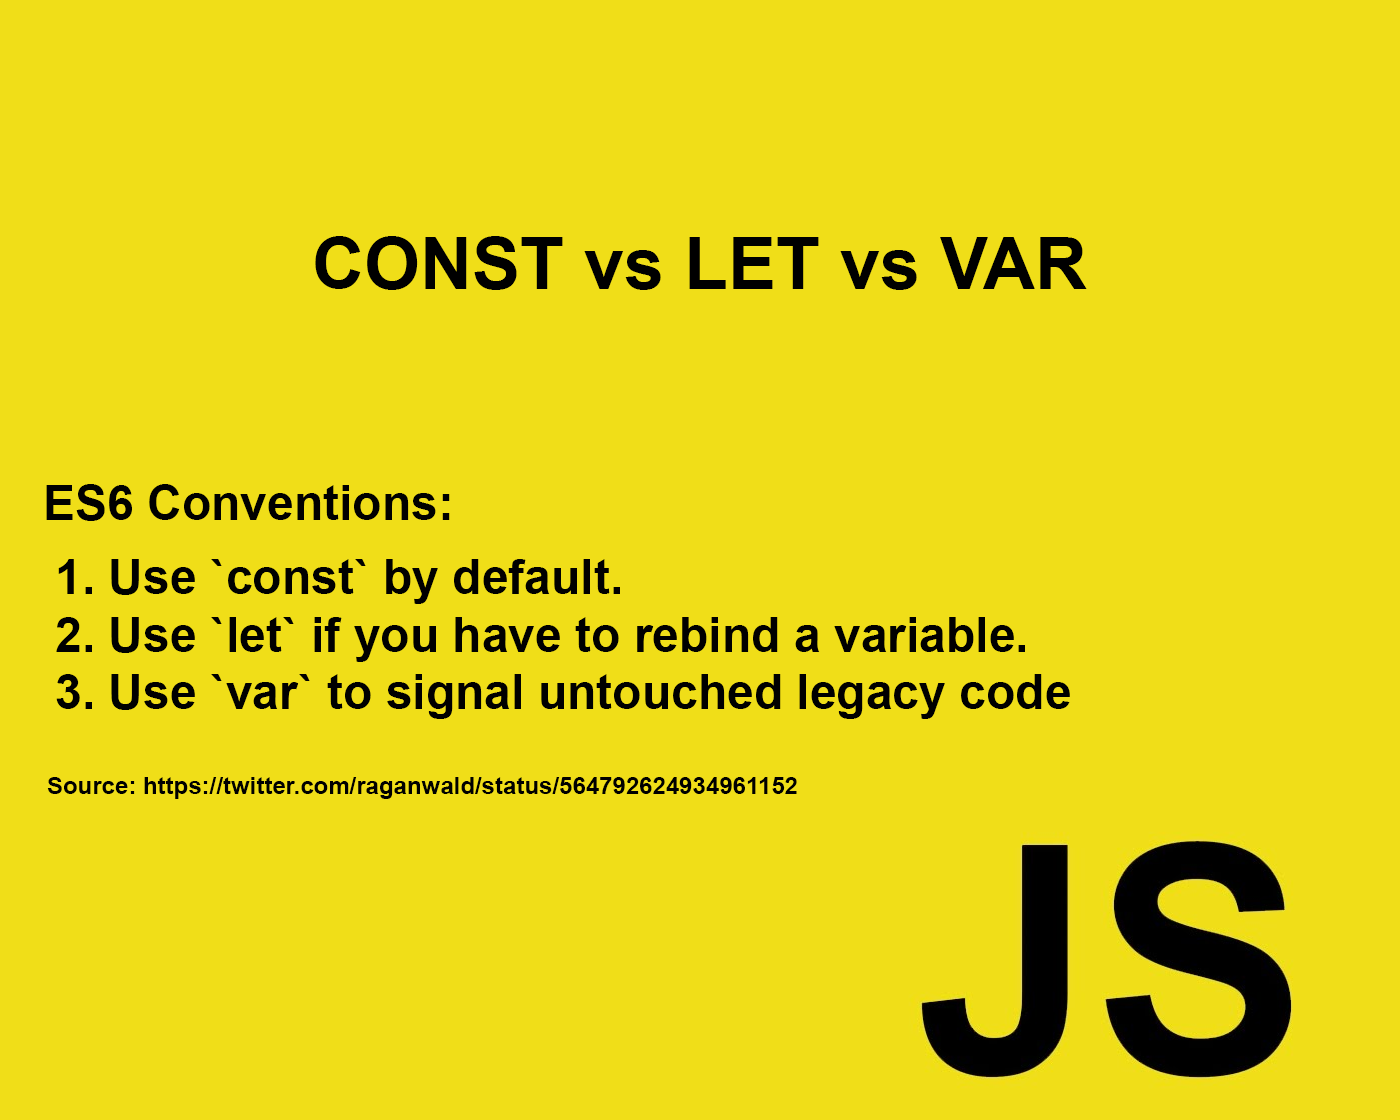 CONST vs LET vs VAR
ES6 Conventions:
1. Use `const` by default.
2. Use `let` if you have to rebind a variable.
3. Use `var` to signal untouched legacy code
Source: https://twitter.com/raganwald/status/564792624934961152
JS